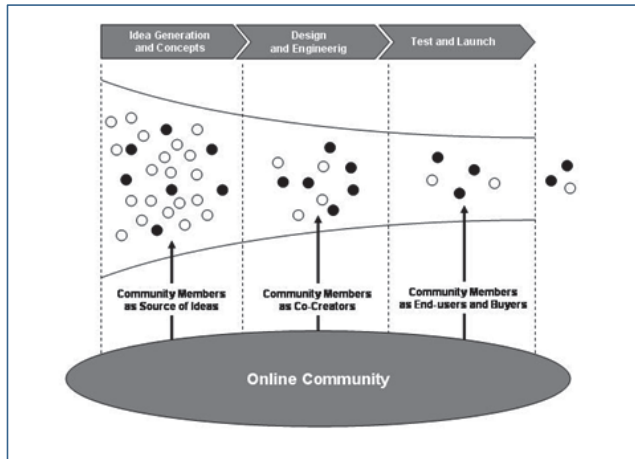 Idea Generation
and Concepts
Design
and Engineerig
Test and Launch
Community Members
as Source of Ideas
Community Members
as Co-Creators
Community Members
as End-users and Buyers
Online Community